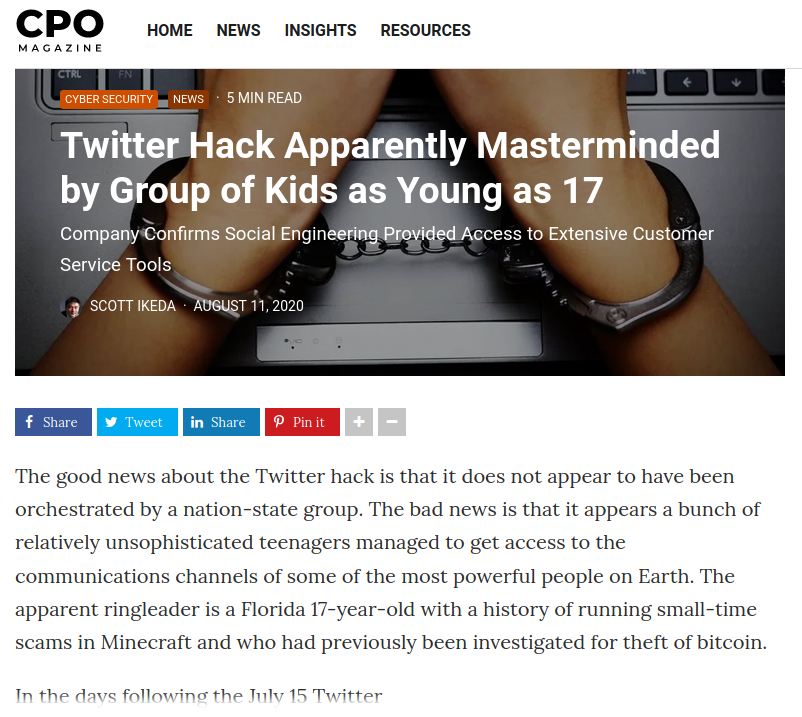 CPO
MAGAZINE
HOME NEWS INSIGHTS RESOURCES
CTRL FN
CYBER SECURITY NEWS · 5 MIN READ
Twitter Hack Apparently Masterminded
by Group of Kids as Young as 17
Company Confirms Social Engineering Provided Access to Extensive Customer
Service Tools
SCOTT IKEDA · AUGUST 11, 2020
Share Tweet Share Pin it
The good news about the Twitter hack is that it does not appear to have been
orchestrated by a nation-state group. The bad news is that it appears a bunch of
relatively unsophisticated teenagers managed to get access to the
communications channels of some of the most powerful people on Earth. The
apparent ringleader is a Florida 17-year-old with a history of running small-time
scams in Minecraft and who had previously been investigated for theft of bitcoin.
In the days following the July 15 Twitter